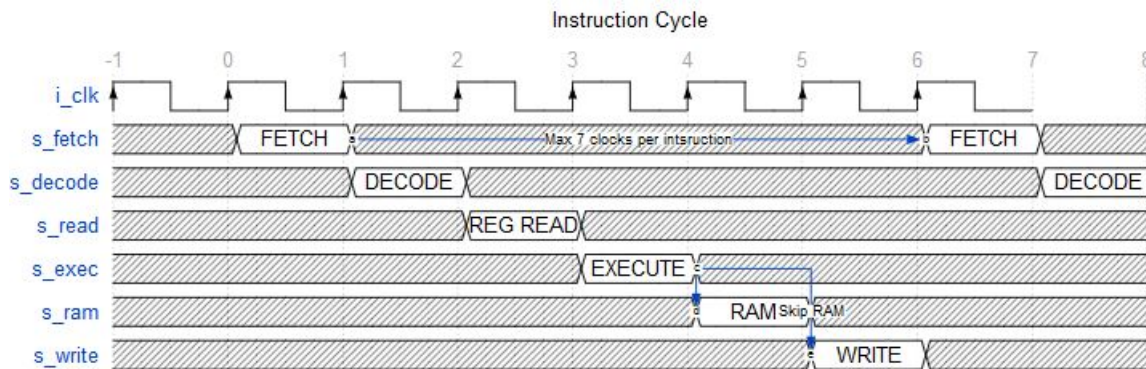 Instruction Cycle
-1 0 1 2 3 4 5 6 7 8
i_clk
s_fetch FETCH Max 7 clocks per intsruction FETCH
s_decode DECODE DECODE
s_read REG READ
s_exec EXECUTE
s_ram RAM Skip RAM
s_write WRITE